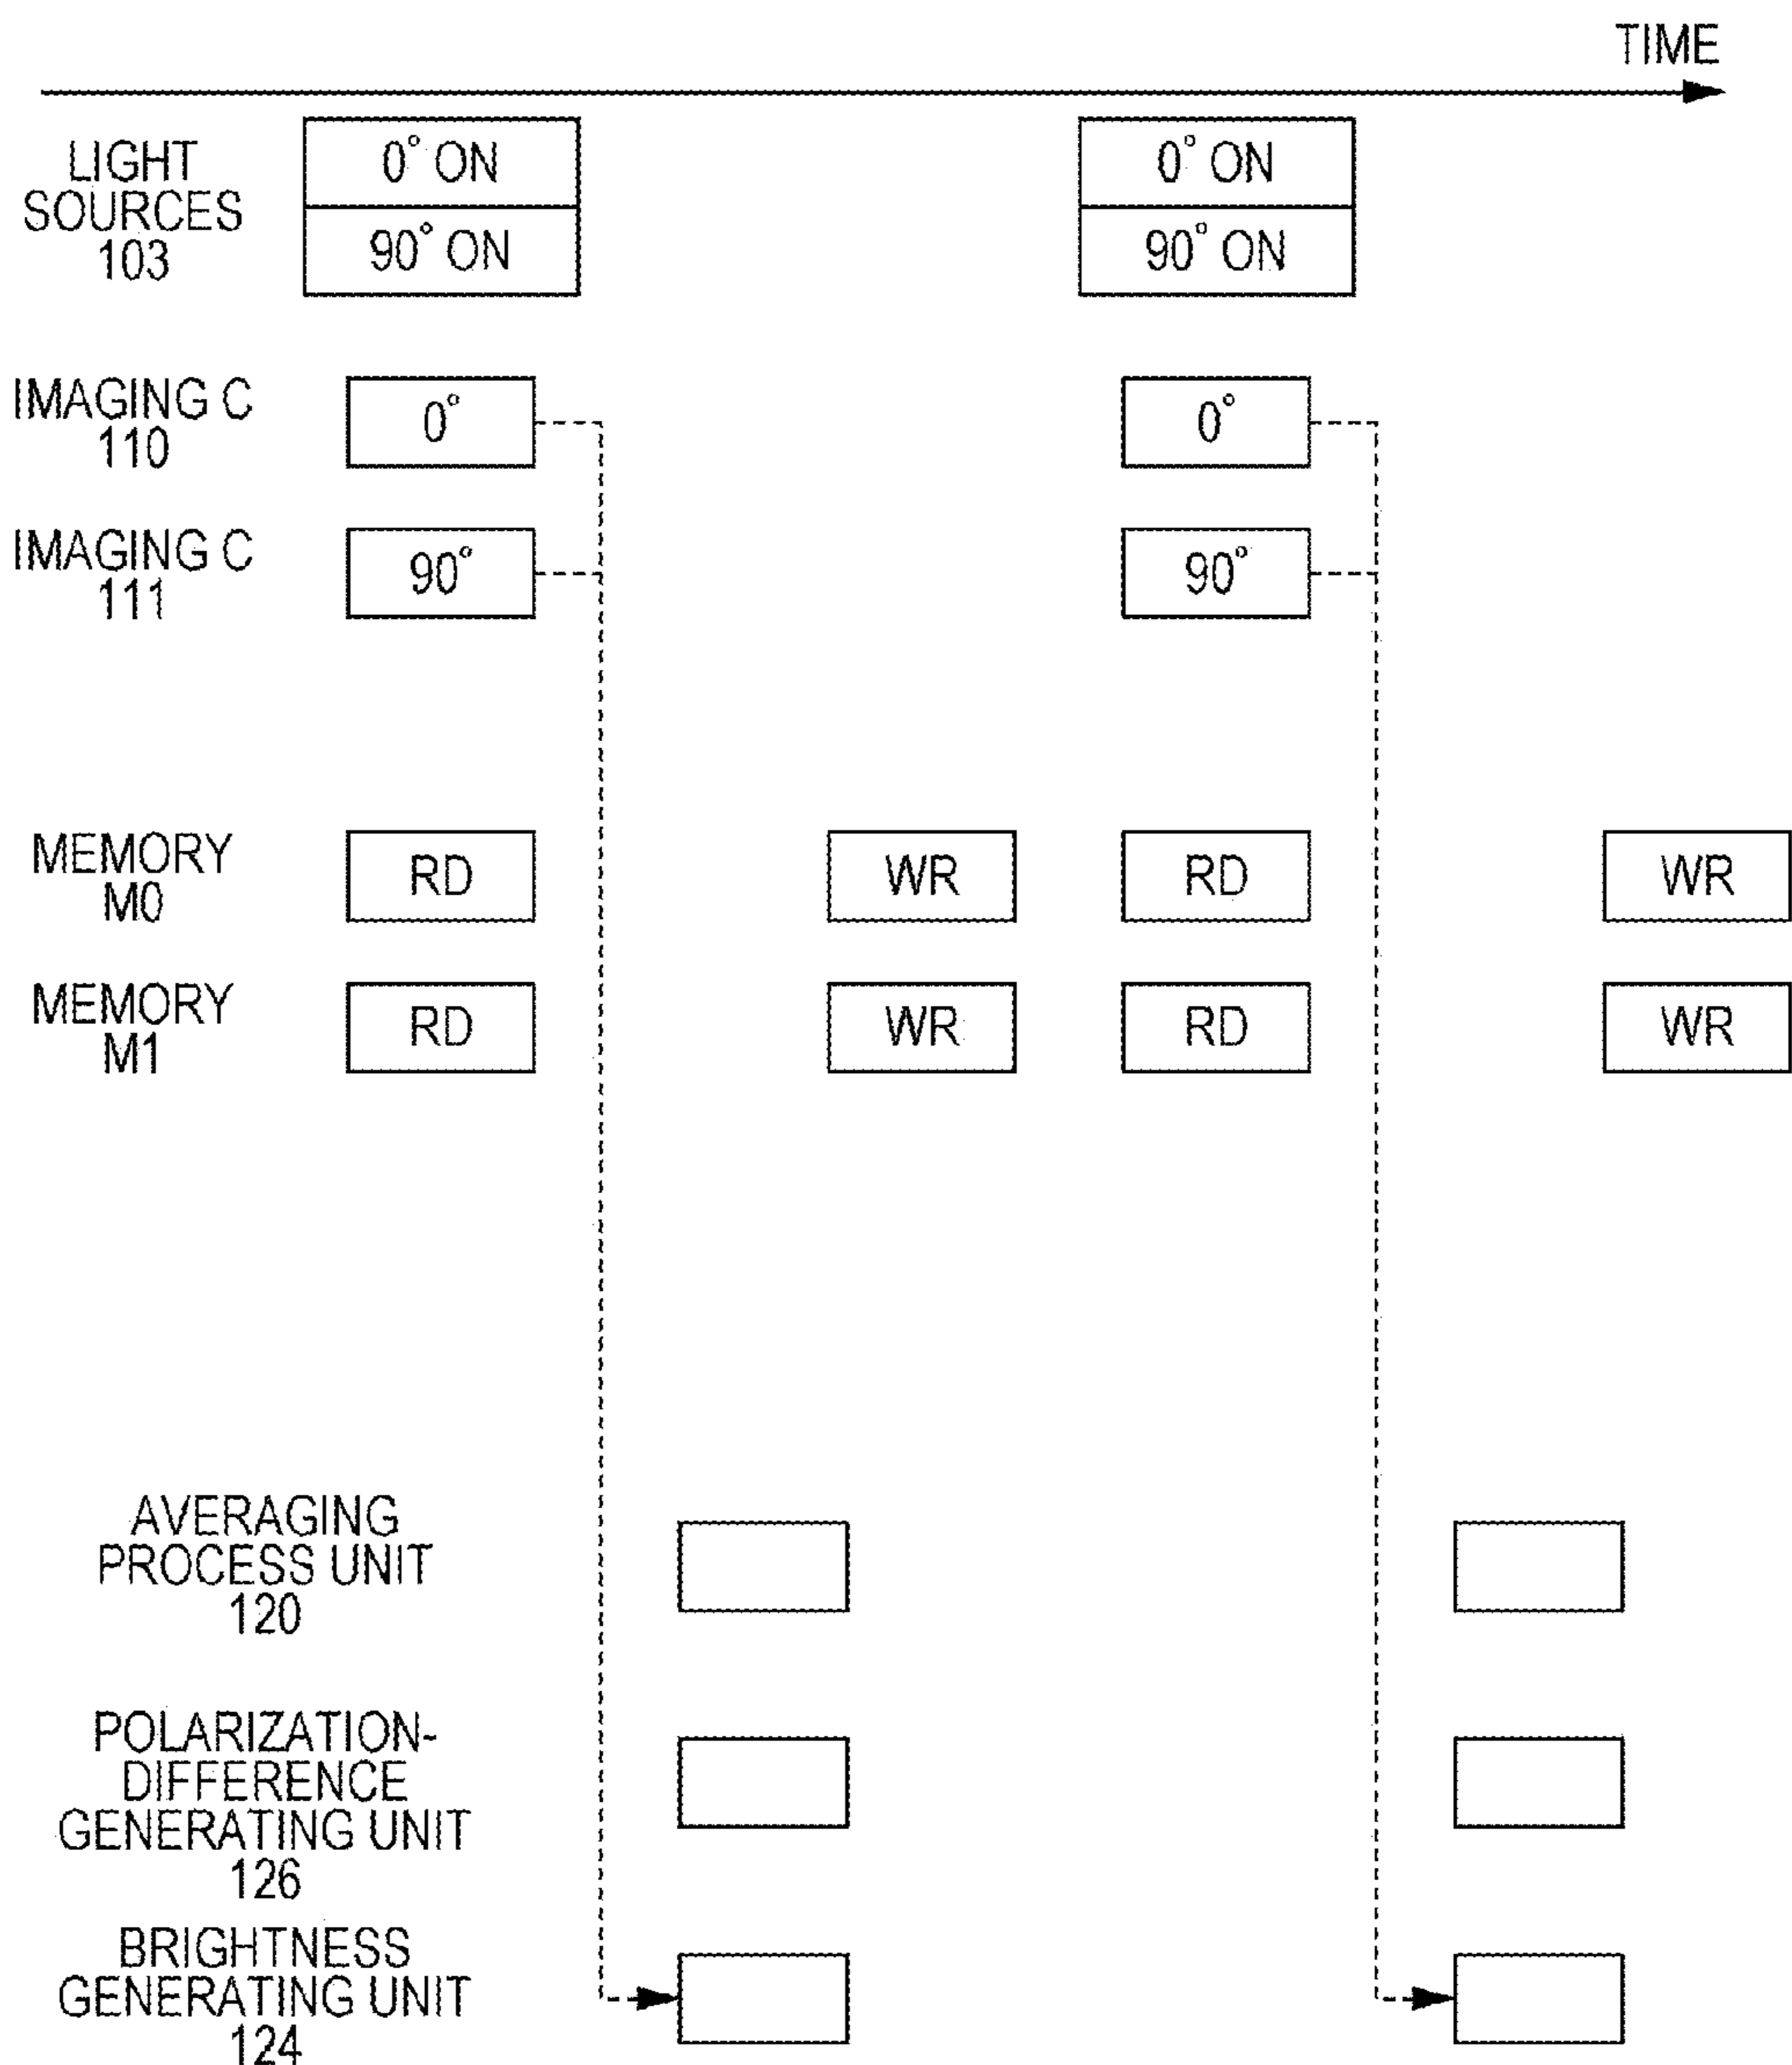 TIME
LIGHT
SOURCES
103
0° ON
0° ON
90° ON
90° ON
IMAGING C
110
0°
0°
IMAGING C
111
90°
90°
MEMORY
M0
RD
WR
RD
WR
MEMORY
M1
RD
WR
RD
WR
AVERAGING
PROCESS UNIT
120
POLARIZATION-
DIFFERENCE
GENERATING UNIT
126
BRIGHTNESS
GENERATING UNIT
124